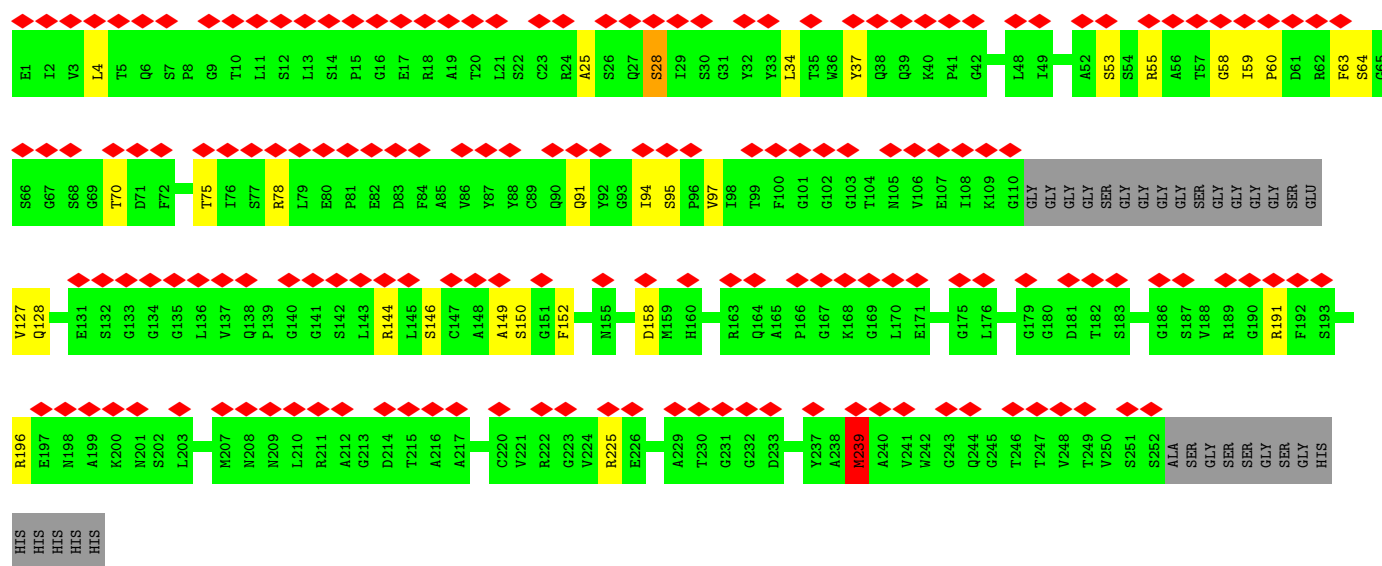 E1 I2 V3 L4 T5 Q6 S7 P8 G9 T10 L11 S12 L13 S14 P15 G16 E17 R18 A19 T20 L21 S22 C23 R24 A25 S26 Q27 S28 I29 S30 G31 Y32 Y33 L34 T35 W36 Y37 Q38 Q39 K40 P41 G42 L48 I49 A52 S53 S54 R55 A56 T57 G58 I59 P60 D61 R62 F63 S64 G65
S66 G67 S68 G69 T70 D71 F72 T75 I76 S77 R78 L79 E80 P81 E82 D83 F84 A85 V86 Y87 Y88 C89 Q90 Q91 Y92 G93 I94 S95 P96 V97 I98 T99 F100 G101 G102 G103 T104 N105 V106 E107 I108 K109 G110 GLY GLY GLY GLY SER GLY GLY GLY GLY SER GLY GLY GLY GLY SER GLU
V127 Q128 E131 S132 G133 G134 G135 L136 V137 Q138 P139 G140 G141 S142 L143 R144 L145 S146 C147 A148 A149 S150 G151 F152 N155 D158 M159 H160 R163 Q164 A165 P166 G167 K168 G169 L170 E171 G175 L176 G179 G180 D181 T182 S183 G186 S187 V188 R189 G190 R191 F192 S193
R196 E197 N198 A199 K200 N201 S202 L203 M207 N208 N209 L210 R211 A212 G213 D214 T215 A216 A217 C220 V221 R222 G223 V224 R225 E226 A229 T230 G231 G232 D233 Y237 A238 M239 A240 V241 W242 G243 Q244 G245 T246 T247 V248 T249 V250 S251 S252 ALA SER GLY SER SER GLY SER GLY HIS
HIS HIS HIS HIS